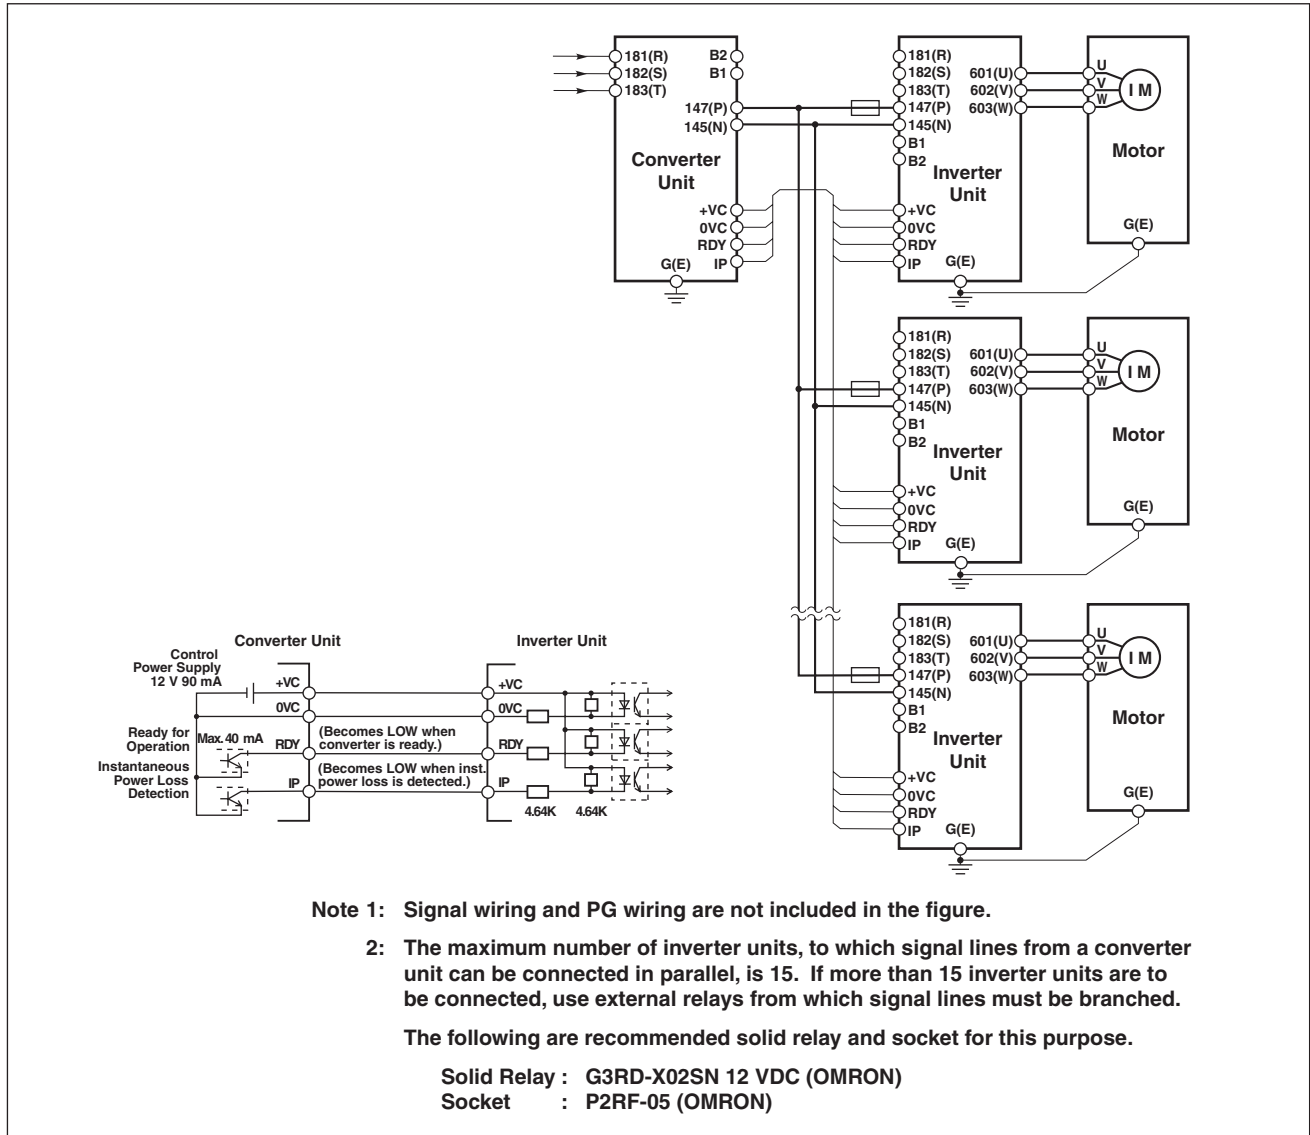 181(R)
182(S)
183(T)
B2
B1
147(P)
145(N)
Converter
Unit
+VC
0VC
RDY
IP
G(E)
181(R)
182(S)
183(T)
147(P)
145(N)
B1
B2
601(U)
602(V)
603(W)
Inverter
Unit
+VC
0VC
RDY
IP
G(E)
U
V
W
I M
Motor
G(E)
181(R)
182(S)
183(T)
147(P)
145(N)
B1
B2
601(U)
602(V)
603(W)
Inverter
Unit
+VC
0VC
RDY
IP
G(E)
U
V
W
I M
Motor
G(E)
181(R)
182(S)
183(T)
147(P)
145(N)
B1
B2
601(U)
602(V)
603(W)
Inverter
Unit
+VC
0VC
RDY
IP
G(E)
U
V
W
I M
Motor
G(E)
Converter Unit
Inverter Unit
Control
Power Supply
12 V 90 mA
+VC
0VC
Ready for
Operation
Max. 40 mA
RDY
Instantaneous
Power Loss
Detection
IP
(Becomes LOW when
converter is ready.)
(Becomes LOW when inst.
power loss is detected.)
+VC
0VC
RDY
IP
4.64K
4.64K
Note 1: Signal wiring and PG wiring are not included in the figure.
2: The maximum number of inverter units, to which signal lines from a converter
unit can be connected in parallel, is 15. If more than 15 inverter units are to
be connected, use external relays from which signal lines must be branched.
The following are recommended solid relay and socket for this purpose.
Solid Relay : G3RD-X02SN 12 VDC (OMRON)
Socket : P2RF-05 (OMRON)